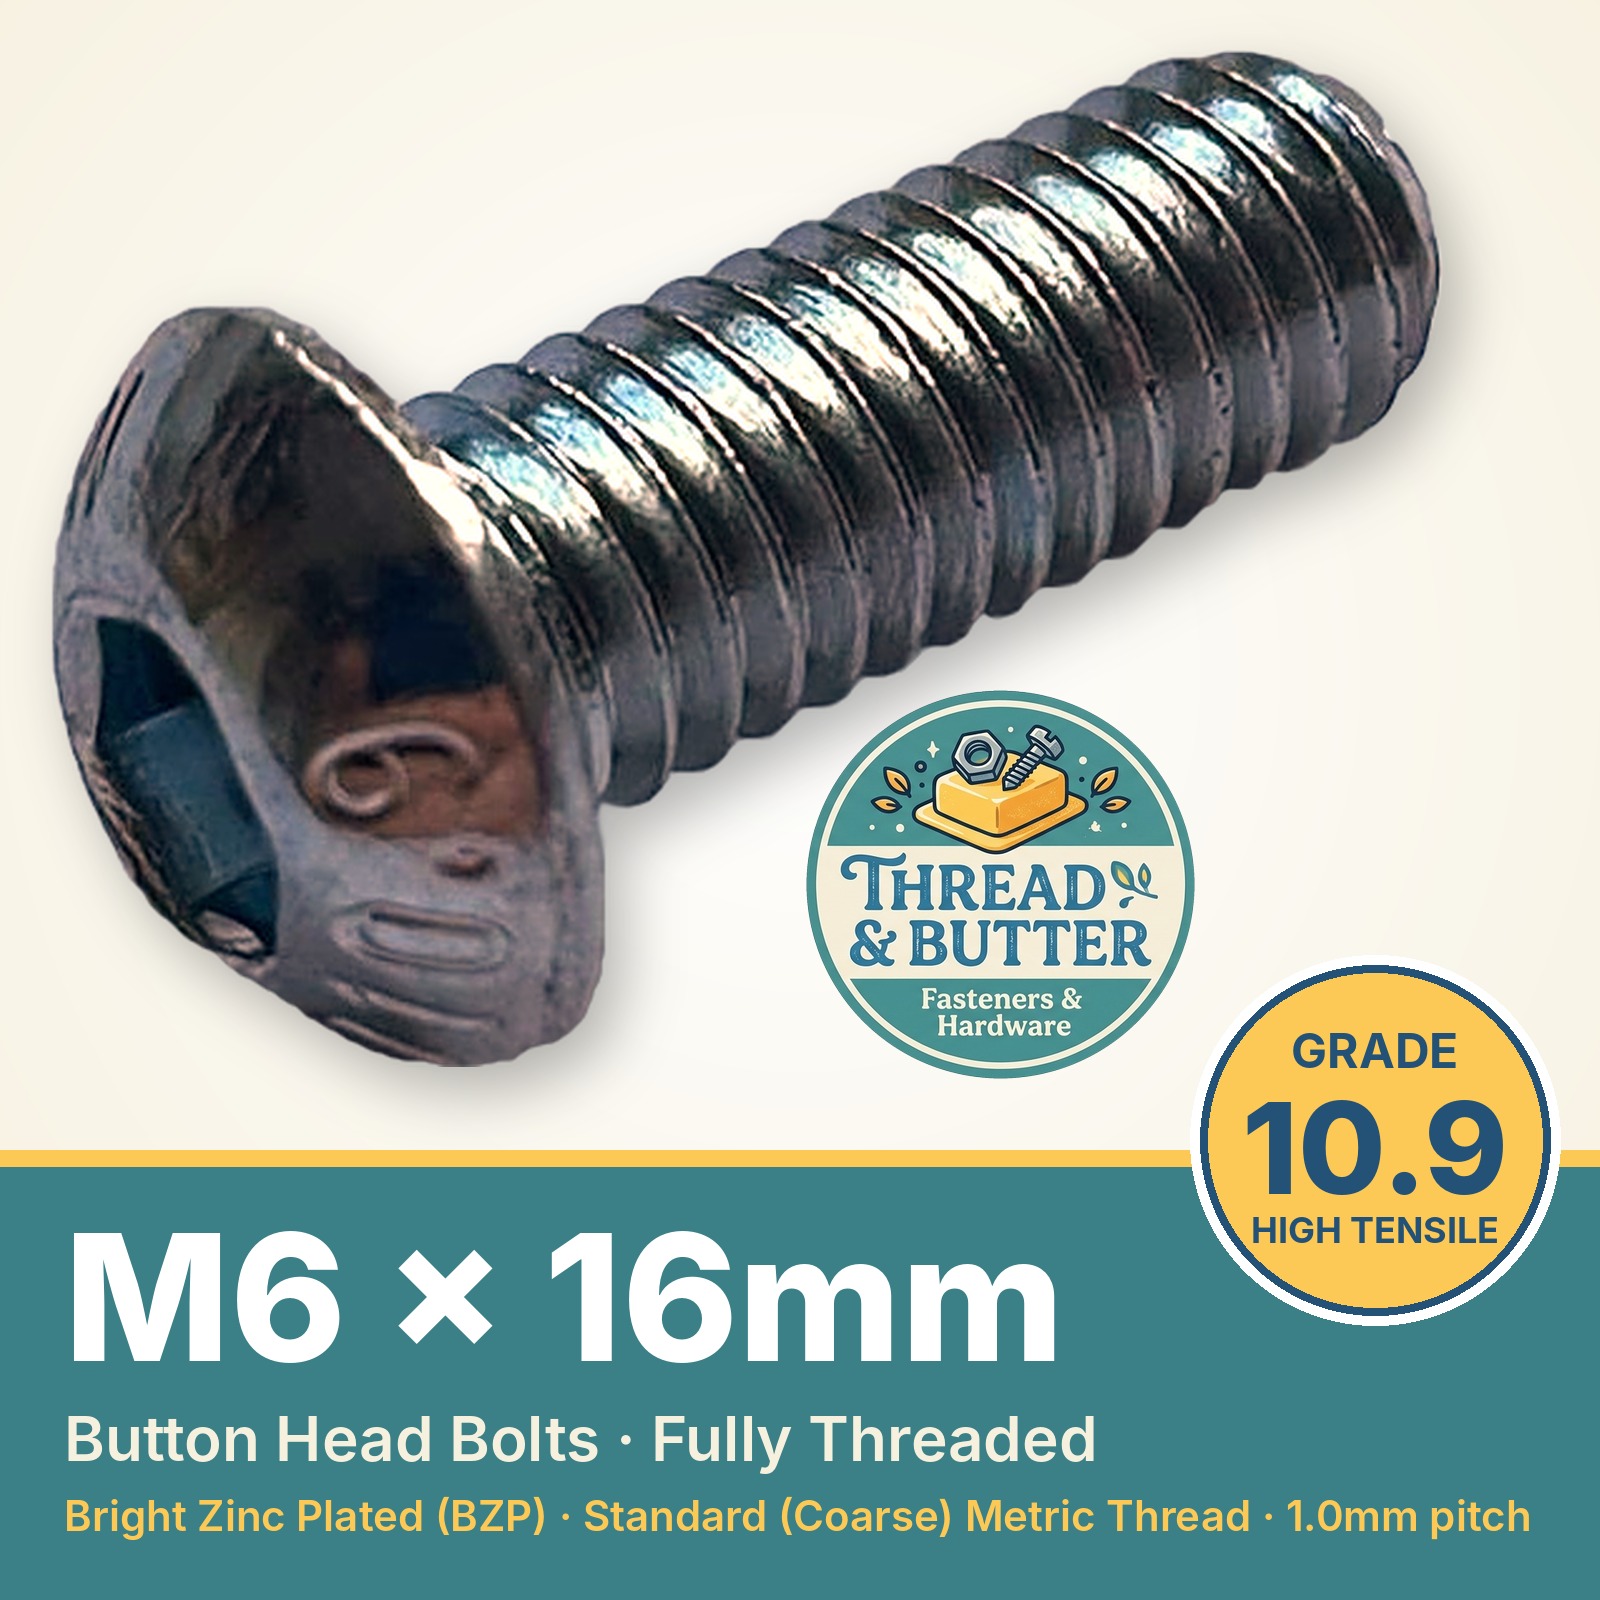 THREAD
& BUTTER
Fasteners &
Hardware
GRADE
10.9
HIGH TENSILE
M6 × 16mm
Button Head Bolts · Fully Threaded
Bright Zinc Plated (BZP) · Standard (Coarse) Metric Thread · 1.0mm pitch